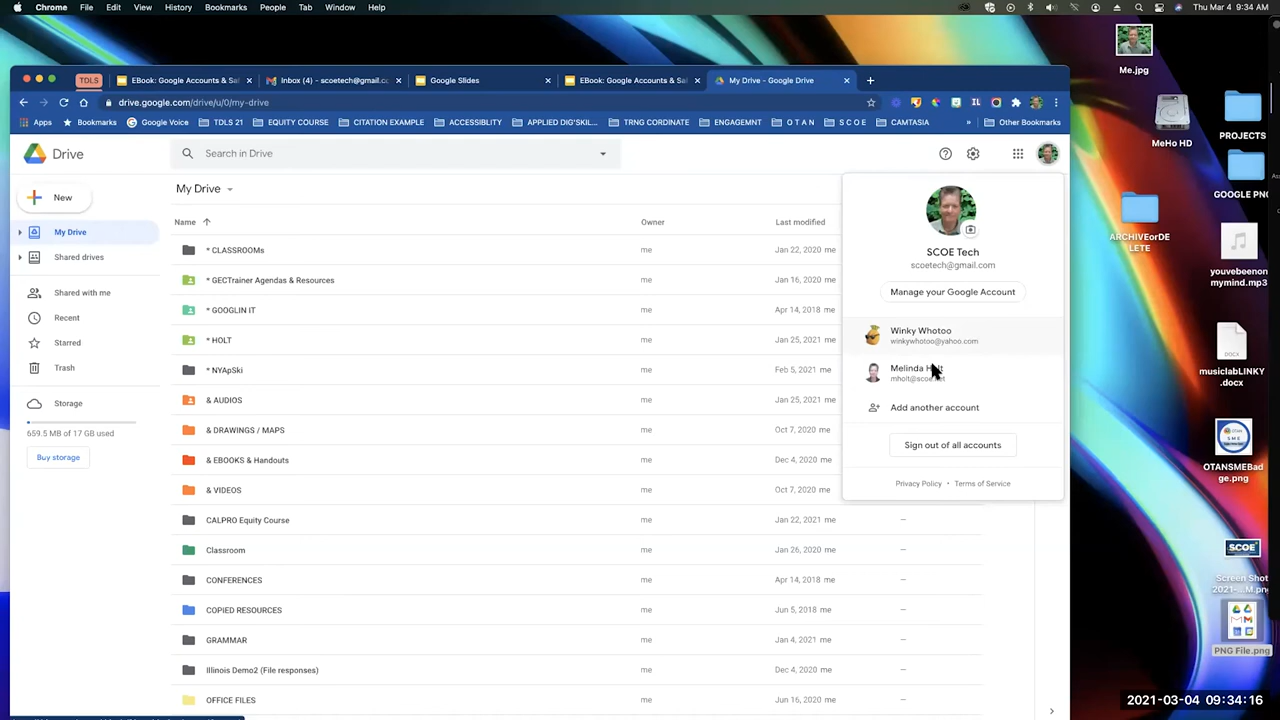 Chrome File Edit View History Bookmarks People Tab Window Help Thu Mar 4 9:34 AM
TDLS EBook: Google Accounts & Saf Inbox (4) - scoetech@gmail.co Google Slides EBook: Google Accounts & Saf My Drive - Google Drive
drive.google.com/drive/u/0/my-drive
Apps Bookmarks Google Voice TDLS 21 EQUITY COURSE CITATION EXAMPLE ACCESSIBLITY APPLIED DIG'SKIL... TRNG CORDINATE ENGAGEMNT O T A N S C O E CAMTASIA Other Bookmarks
Drive
Search in Drive
New
My Drive
Shared drives
Shared with me
Recent
Starred
Trash
Storage
659.5 MB of 17 GB used
Buy storage
My Drive
Name Owner Last modified
* CLASSROOMs me Jan 22, 2020 me
* GECTrainer Agendas & Resources me Jan 16, 2020 me
* GOOGLIN IT me Apr 14, 2018 me
* HOLT me Jan 25, 2021 me
* NYApSki me Feb 5, 2021 me
& AUDIOS me Jan 25, 2021 me
& DRAWINGS / MAPS me Oct 7, 2020 me
& EBOOKS & Handouts me Dec 4, 2020 me
& VIDEOS me Oct 7, 2020 me
CALPRO Equity Course me Jan 22, 2021 me –
Classroom me Jan 26, 2020 me –
CONFERENCES me Apr 14, 2018 me –
COPIED RESOURCES me Jun 5, 2018 me –
GRAMMAR me Jan 4, 2021 me –
Illinois Demo2 (File responses) me Dec 4, 2020 me –
OFFICE FILES me Jun 16, 2020 me –
SCOE Tech
scoetech@gmail.com
Manage your Google Account
Winky Whotoo
winkywhotoo@yahoo.com
Melinda
Add another account
Sign out of all accounts
Privacy Policy • Terms of Service
Me.jpg
MeHo HD
PROJECTS
GOOGLE PNG
ARCHIVEorDE
LETE
youvebeenon
mymind.mp3
DOCX
musiclabLINKY
.docx
OTAN
SME
OTANSMEBad
ge.png
SCOE
Screen Shot
2021-...M.png
PNG File.png
2021-03-04 09:34:16